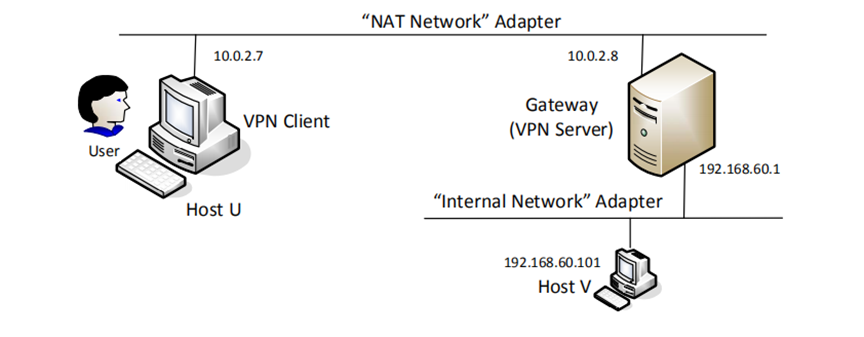 “NAT Network” Adapter
10.0.2.7
10.0.2.8
VPN Client
Gateway
(VPN Server)
User
Host U
192.168.60.1
“Internal Network” Adapter
192.168.60.101
Host V